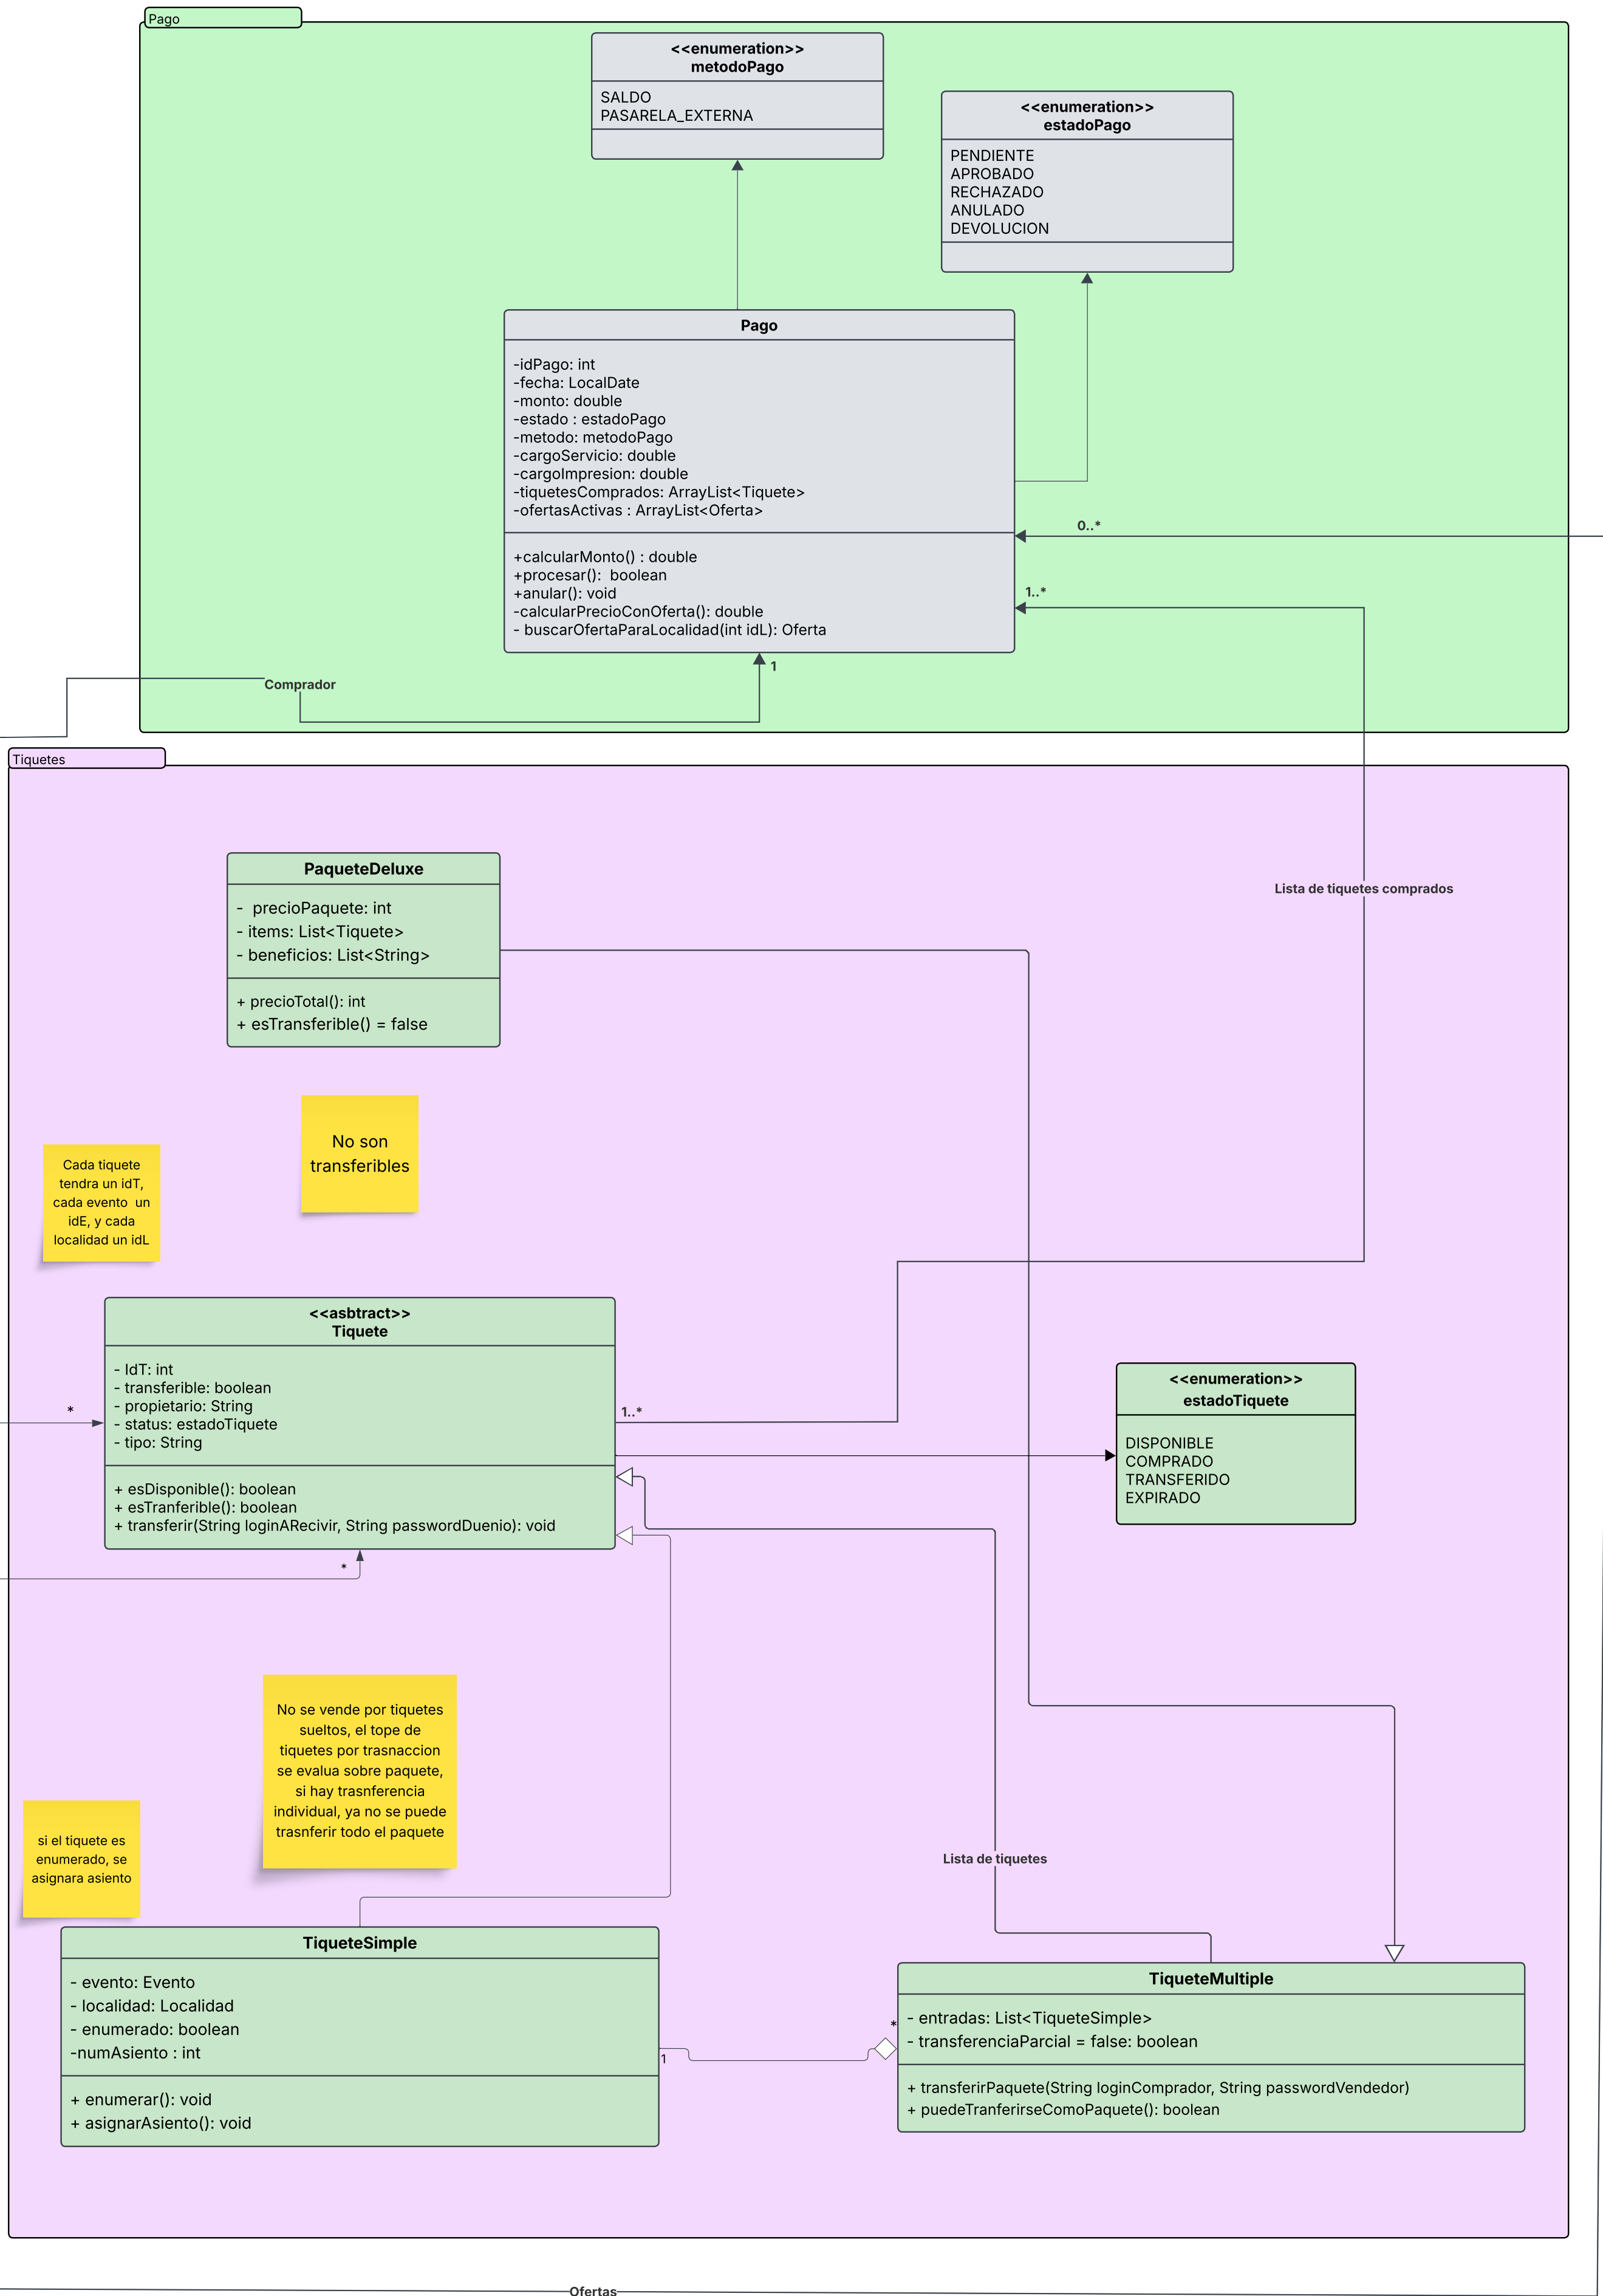 Pago
<<enumeration>>
metodoPago
SALDO
PASARELA_EXTERNA
<<enumeration>>
estadoPago
PENDIENTE
APROBADO
RECHAZADO
ANULADO
DEVOLUCION
Pago
-idPago: int
-fecha: LocalDate
-monto: double
-estado : estadoPago
-metodo: metodoPago
-cargoServicio: double
-cargoImpresion: double
-tiquetesComprados: ArrayList<Tiquete>
-ofertasActivas : ArrayList<Oferta>
+calcularMonto() : double
+procesar():  boolean
+anular(): void
-calcularPrecioConOferta(): double
- buscarOfertaParaLocalidad(int idL): Oferta
0..*
1..*
1
Comprador
Tiquetes
PaqueteDeluxe
-  precioPaquete: int
- items: List<Tiquete>
- beneficios: List<String>
+ precioTotal(): int
+ esTransferible() = false
Lista de tiquetes comprados
No son
transferibles
Cada tiquete
tendra un idT,
cada evento  un
idE, y cada
localidad un idL
<<asbtract>>
Tiquete
- IdT: int
- transferible: boolean
- propietario: String
- status: estadoTiquete
- tipo: String
+ esDisponible(): boolean
+ esTranferible(): boolean
+ transferir(String loginARecivir, String passwordDuenio): void
*
1..*
*
<<enumeration>>
estadoTiquete
DISPONIBLE
COMPRADO
TRANSFERIDO
EXPIRADO
No se vende por tiquetes
sueltos, el tope de
tiquetes por trasnaccion
se evalua sobre paquete,
si hay trasnferencia
individual, ya no se puede
trasnferir todo el paquete
si el tiquete es
enumerado, se
asignara asiento
Lista de tiquetes
TiqueteSimple
- evento: Evento
- localidad: Localidad
- enumerado: boolean
-numAsiento : int
+ enumerar(): void
+ asignarAsiento(): void
1
*
TiqueteMultiple
- entradas: List<TiqueteSimple>
- transferenciaParcial = false: boolean
+ transferirPaquete(String loginComprador, String passwordVendedor)
+ puedeTranferirseComoPaquete(): boolean
Ofertas